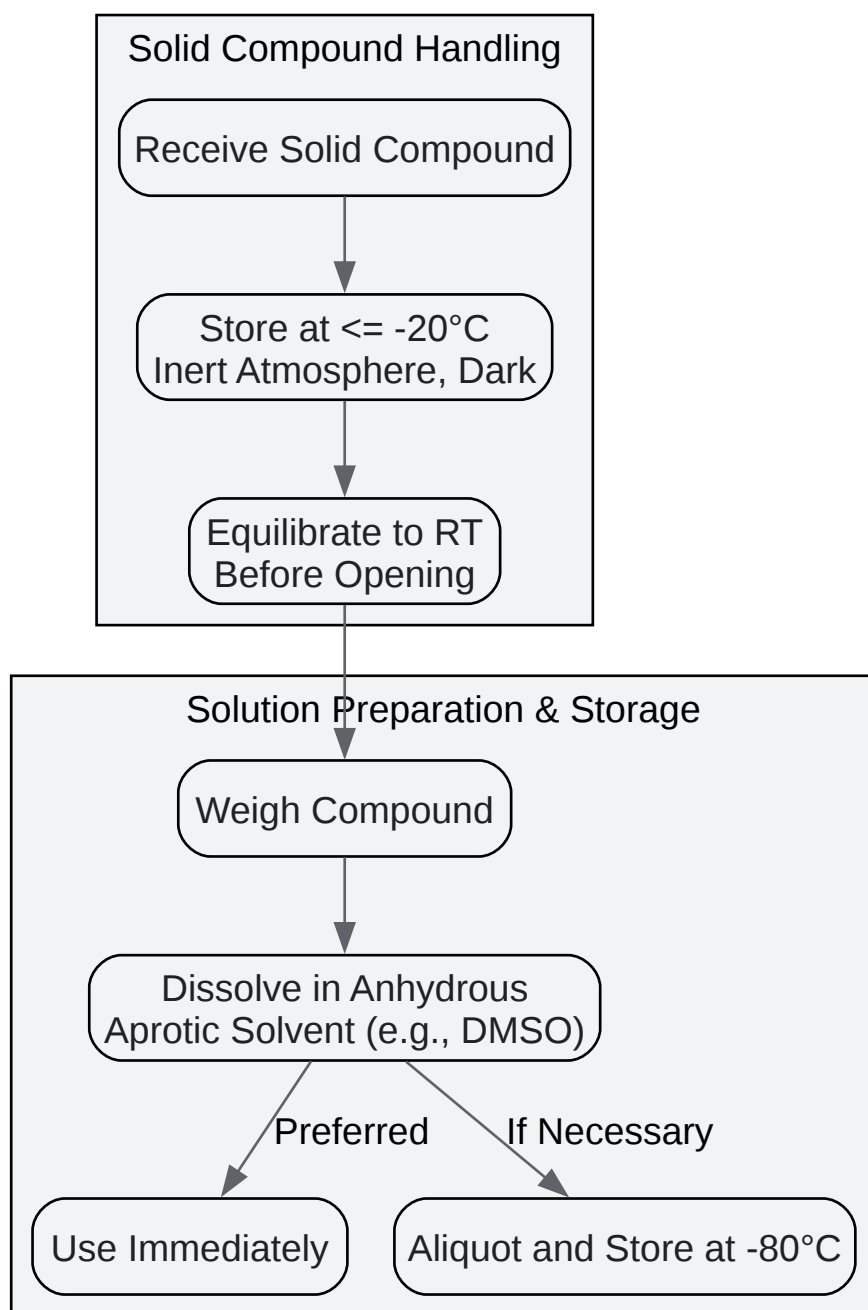 Solid Compound Handling
Receive Solid Compound
Store at <= -20°C
Inert Atmosphere, Dark
Equilibrate to RT
Before Opening
Solution Preparation & Storage
Weigh Compound
Dissolve in Anhydrous
Aprotic Solvent (e.g., DMSO)
Preferred
If Necessary
Use Immediately
Aliquot and Store at -80°C